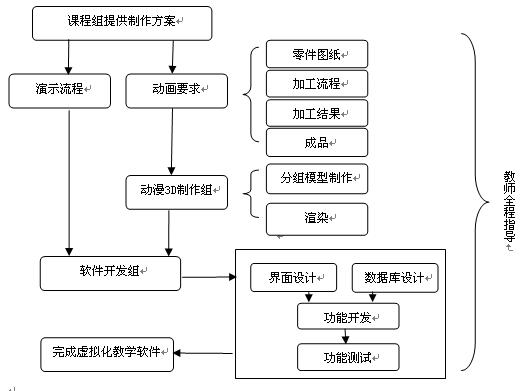 课程组提供制作方案
演示流程
动画要求
零件图纸
加工流程
加工结果
成品
动漫3D制作组
分组模型制作
渲染
教师全程指导
软件开发组
界面设计
数据库设计
功能开发
功能测试
完成虚拟化教学软件